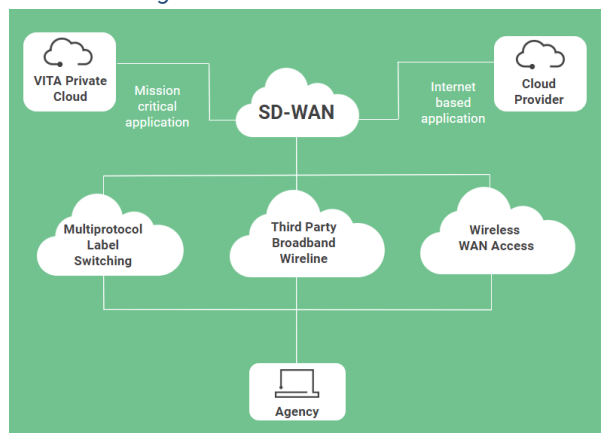 VITA Private
Cloud
Mission
critical
application
SD-WAN
Internet
based
application
Cloud
Provider
Multiprotocol
Label
Switching
Third Party
Broadband
Wireline
Wireless
WAN Access
Agency